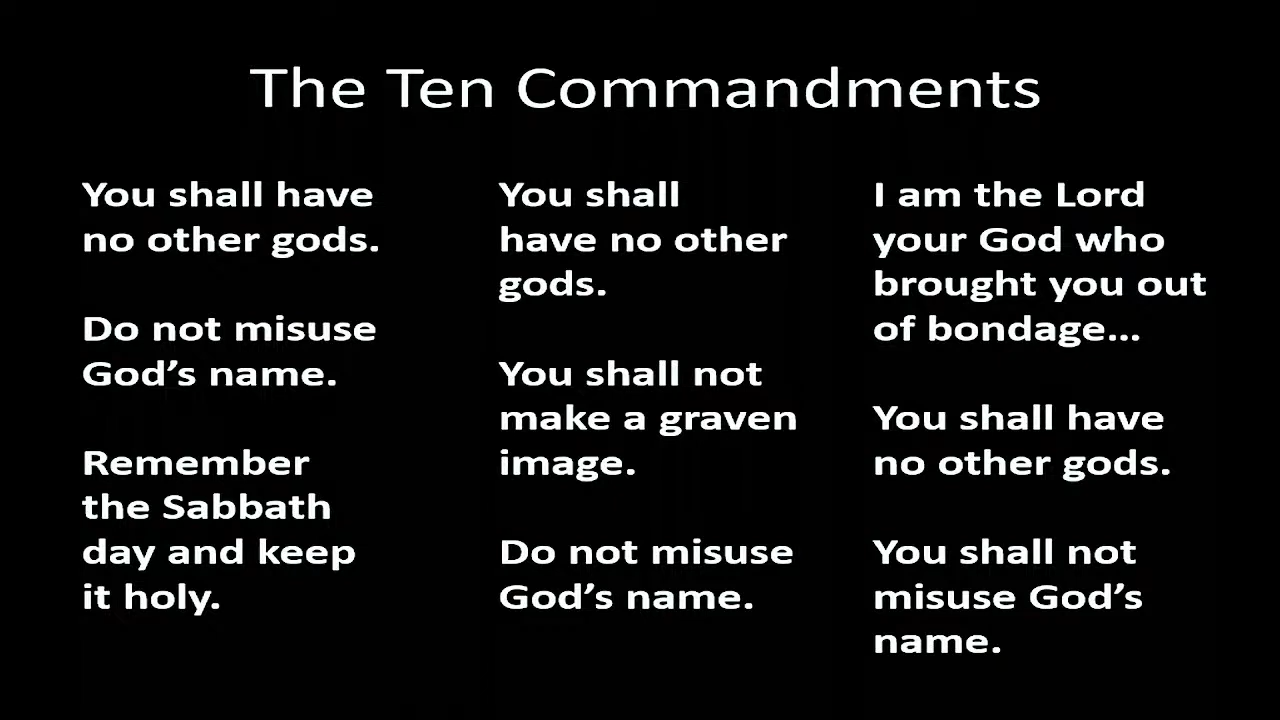 The Ten Commandments
You shall have
no other gods.
Do not misuse
God’s name.
Remember
the Sabbath
day and keep
it holy.
You shall
have no other
gods.
You shall not
make a graven
image.
Do not misuse
God’s name.
I am the Lord
your God who
brought you out
of bondage…
You shall have
no other gods.
You shall not
misuse God’s
name.